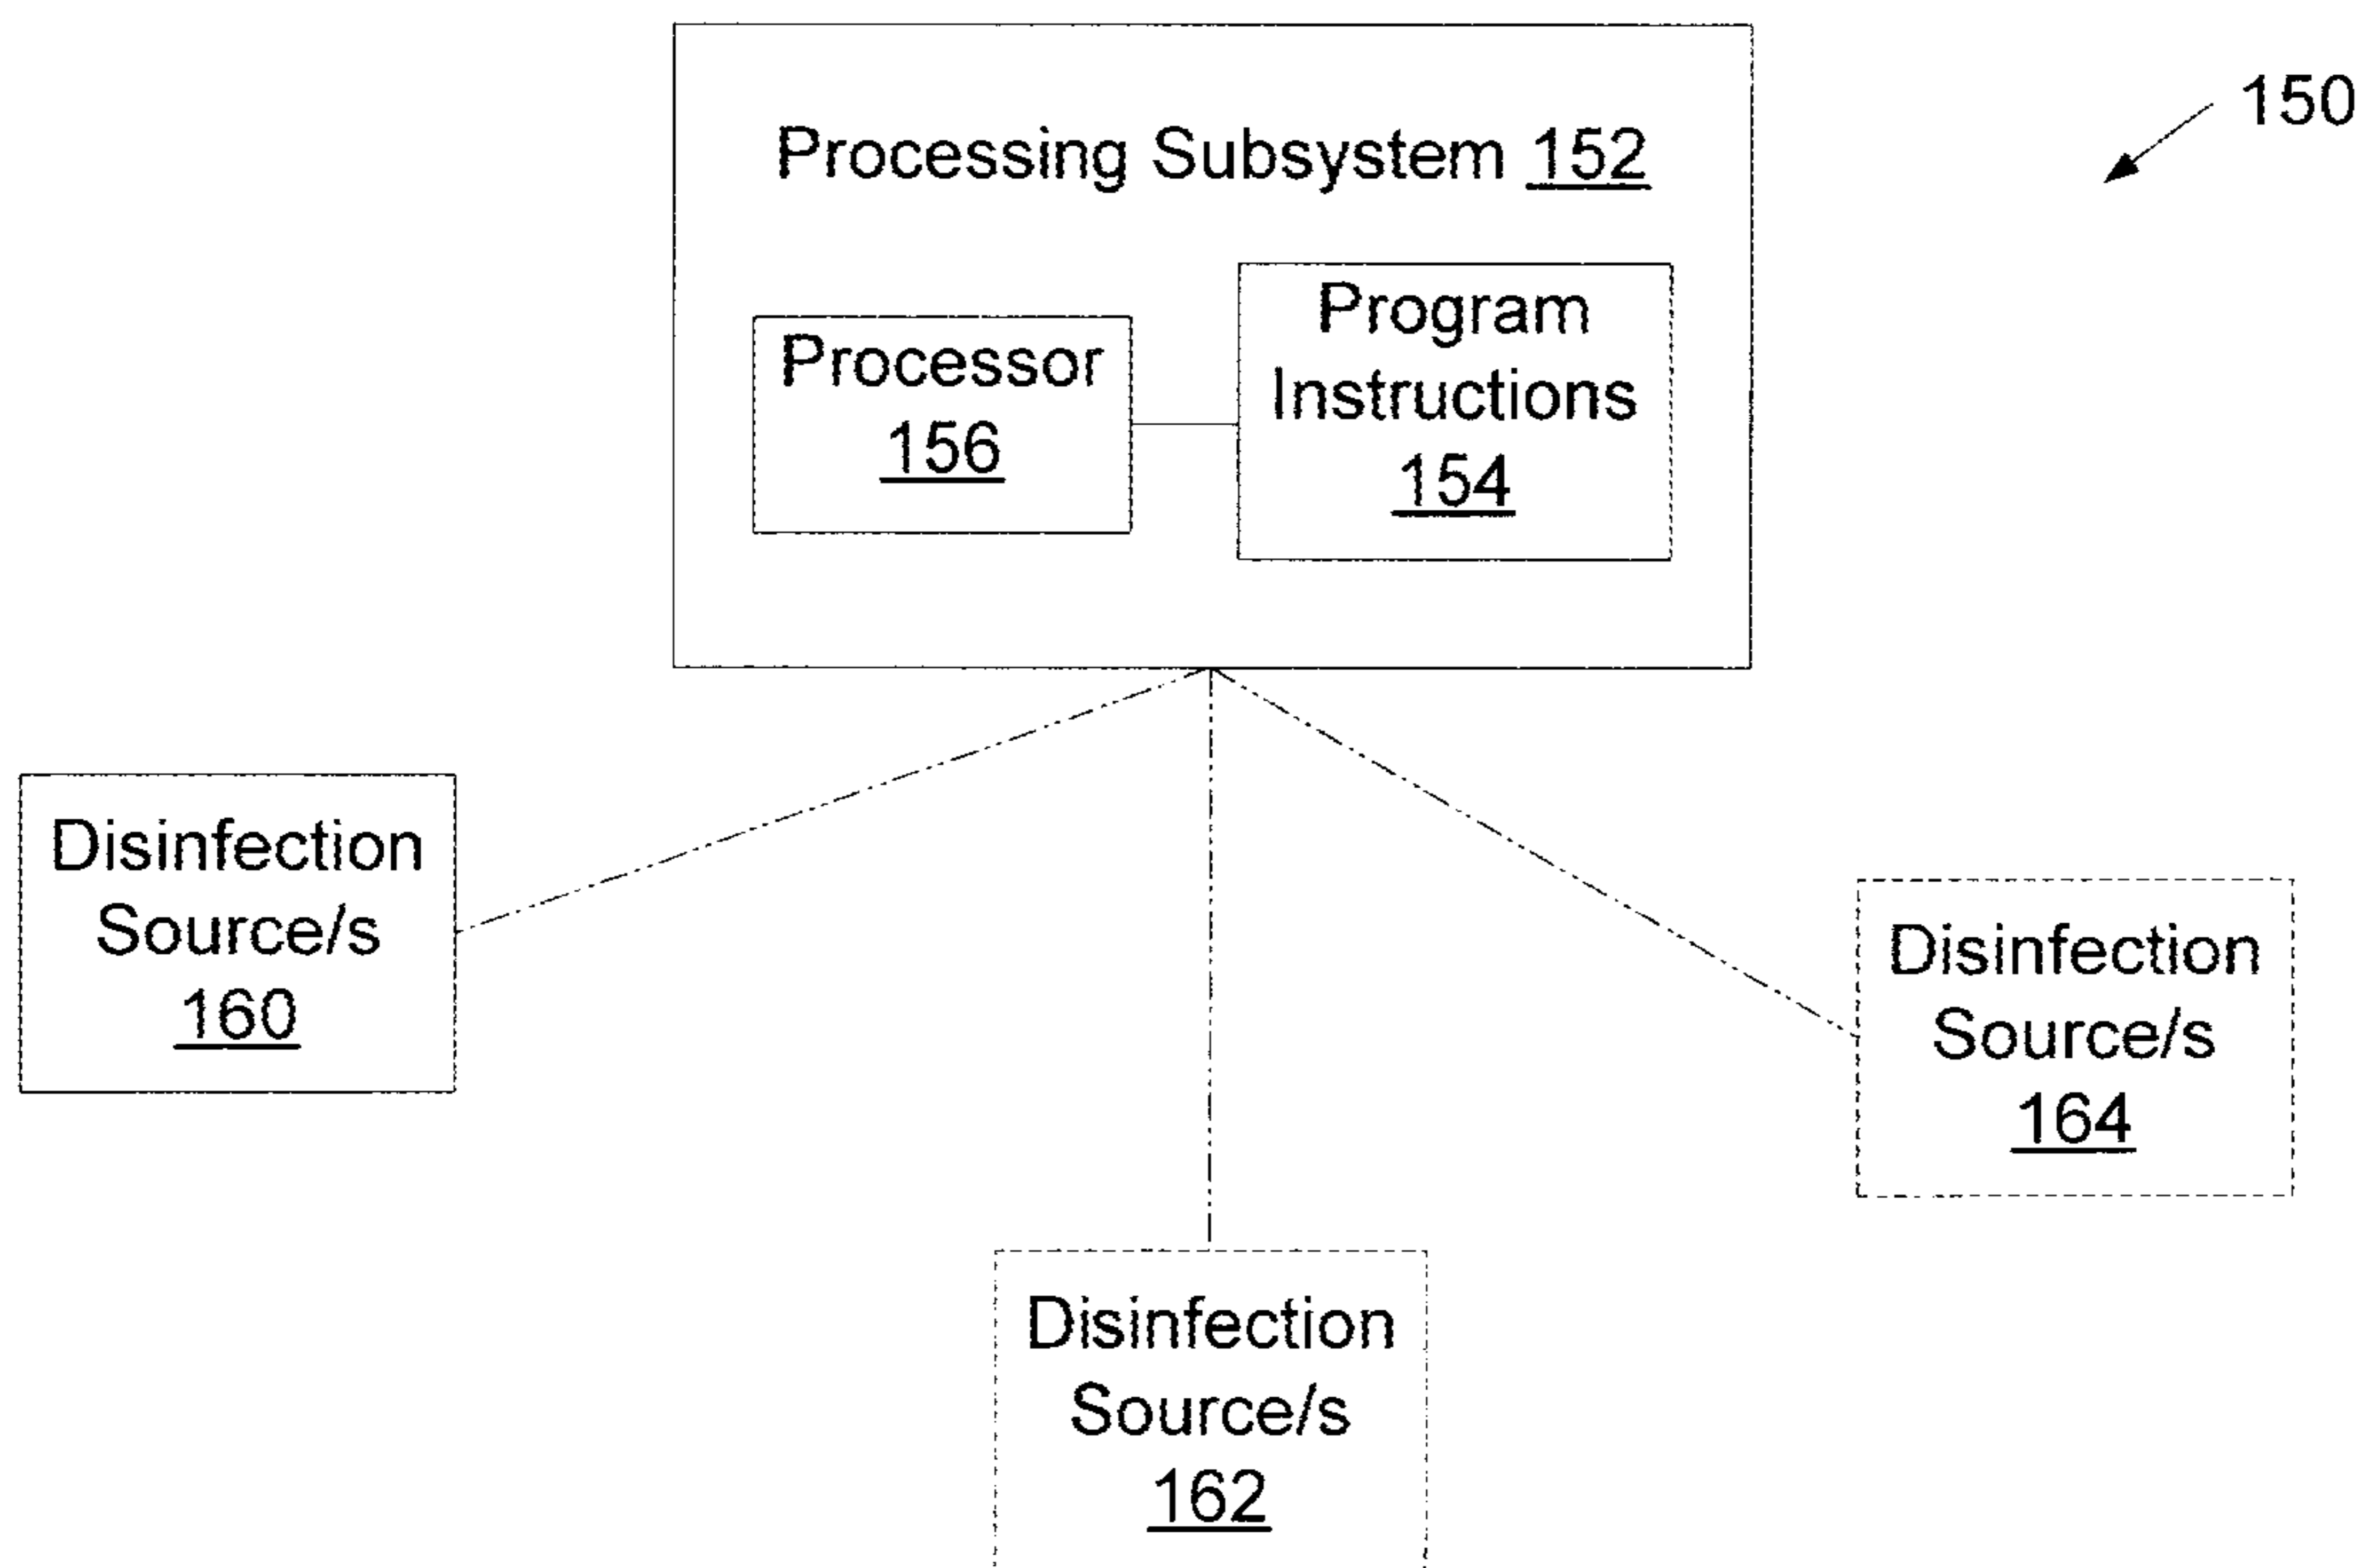 150
Processing Subsystem 152
Processor
156
Program
Instructions
154
Disinfection
Source/s
160
Disinfection
Source/s
164
Disinfection
Source/s
162